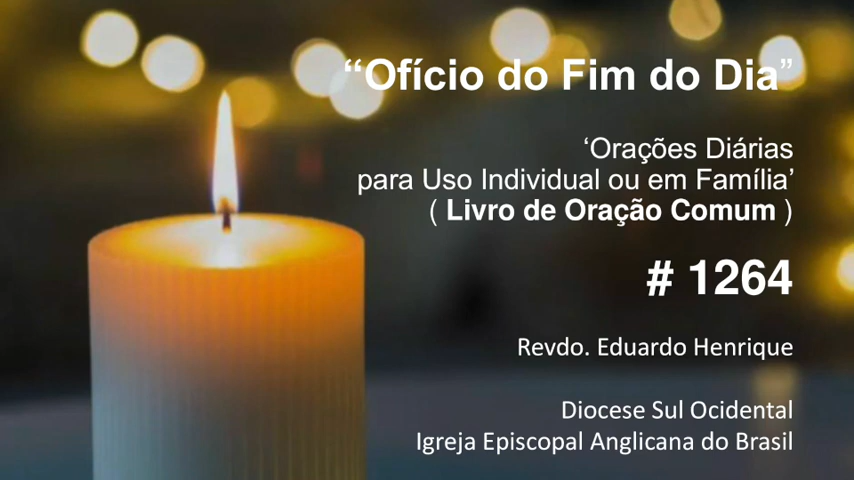 “Ofício do Fim do Dia”
‘Orações Diárias
para Uso Individual ou em Família’
( Livro de Oração Comum )
# 1264
Revdo. Eduardo Henrique
Diocese Sul Ocidental
Igreja Episcopal Anglicana do Brasil